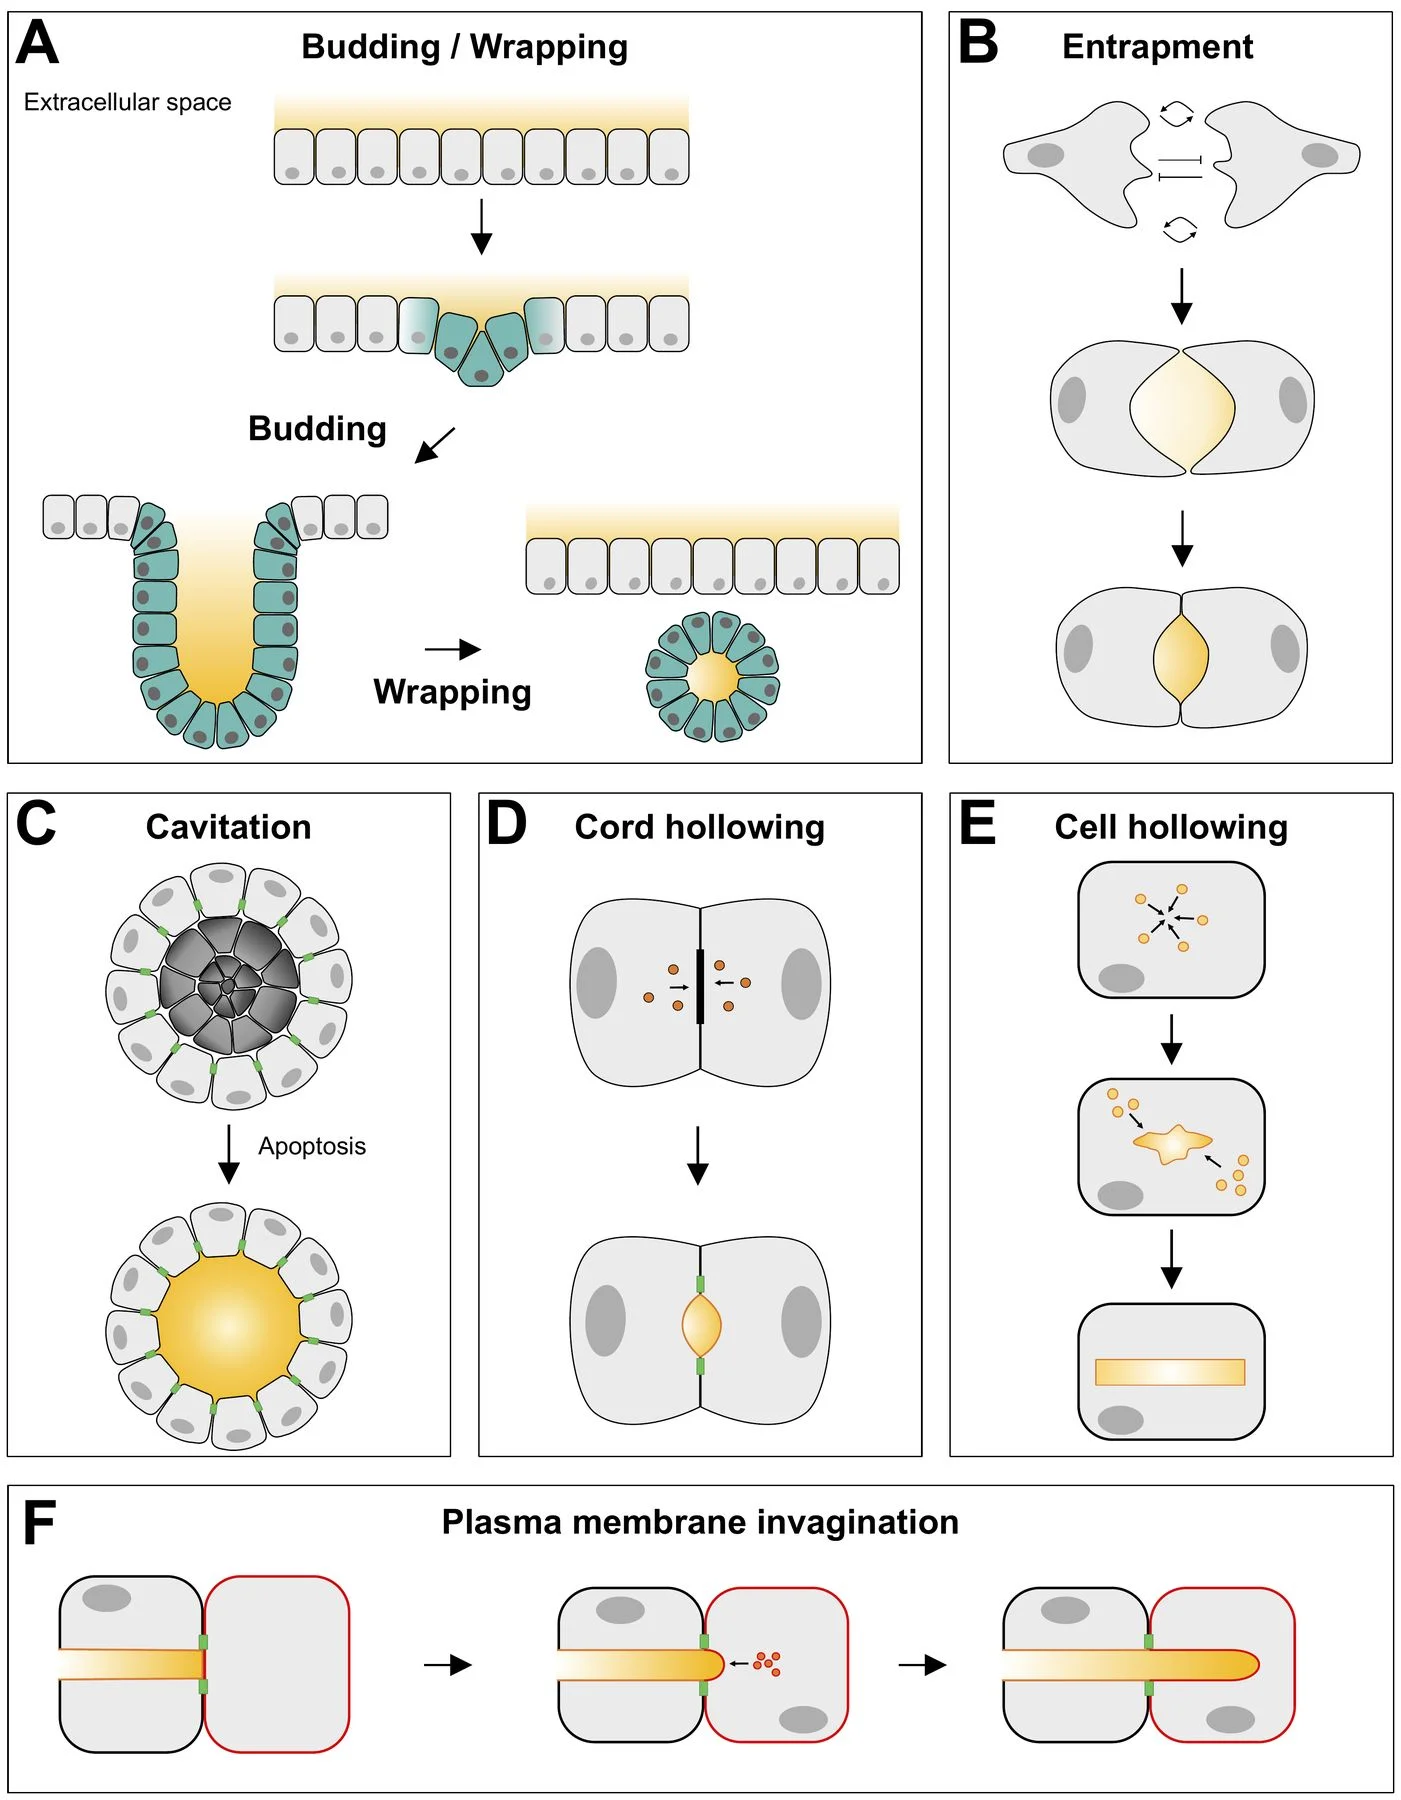 A
Budding / Wrapping
Extracellular space
Budding
Wrapping
B
Entrapment
C
Cavitation
Apoptosis
D
Cord hollowing
E
Cell hollowing
F
Plasma membrane invagination